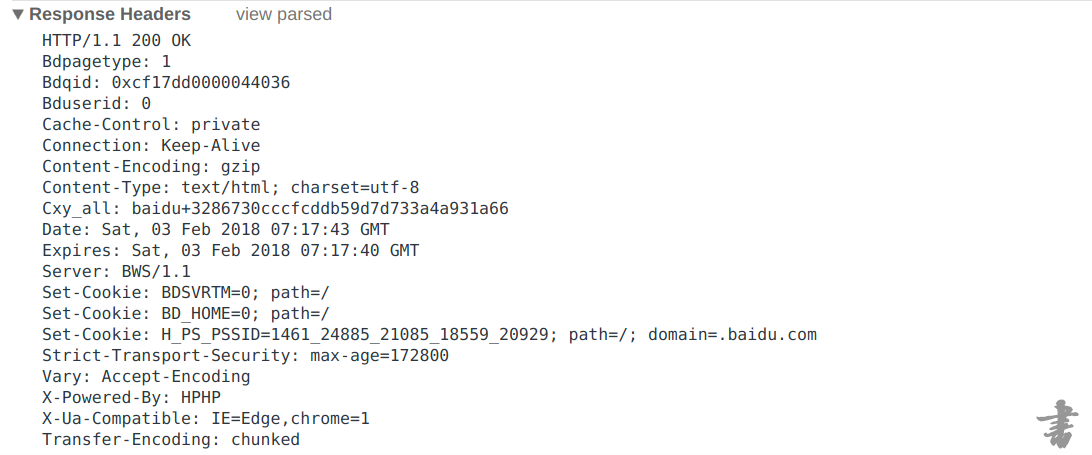 ▼ Response Headers view parsed
HTTP/1.1 200 OK
Bdpagetype: 1
Bdqid: 0xcf17dd0000044036
Bduserid: 0
Cache-Control: private
Connection: Keep-Alive
Content-Encoding: gzip
Content-Type: text/html; charset=utf-8
Cxy_all: baidu+3286730cccfcddb59d7d733a4a931a66
Date: Sat, 03 Feb 2018 07:17:43 GMT
Expires: Sat, 03 Feb 2018 07:17:40 GMT
Server: BWS/1.1
Set-Cookie: BDSVRTM=0; path=/
Set-Cookie: BD_HOME=0; path=/
Set-Cookie: H_PS_PSSID=1461_24885_21085_18559_20929; path=/; domain=.baidu.com
Strict-Transport-Security: max-age=172800
Vary: Accept-Encoding
X-Powered-By: HPHP
X-Ua-Compatible: IE=Edge,chrome=1
Transfer-Encoding: chunked
書